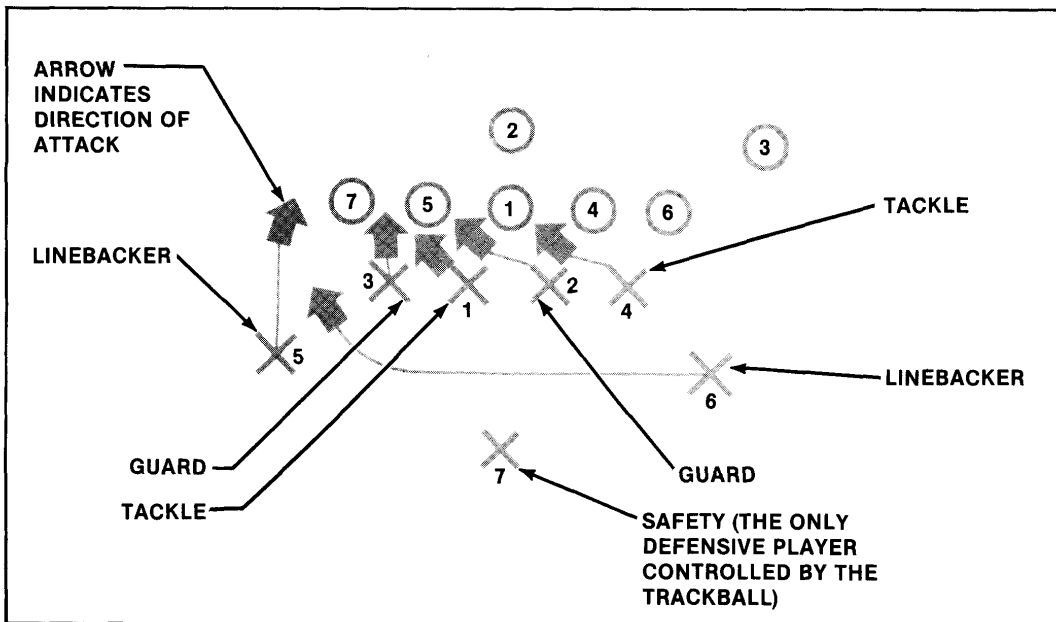 ARROW
INDICATES
DIRECTION OF
ATTACK
2
3
7
5
1
4
6
TACKLE
LINEBACKER
3
1
2
4
5
6
LINEBACKER
GUARD
7
GUARD
TACKLE
SAFETY (THE ONLY
DEFENSIVE PLAYER
CONTROLLED BY THE
TRACKBALL)